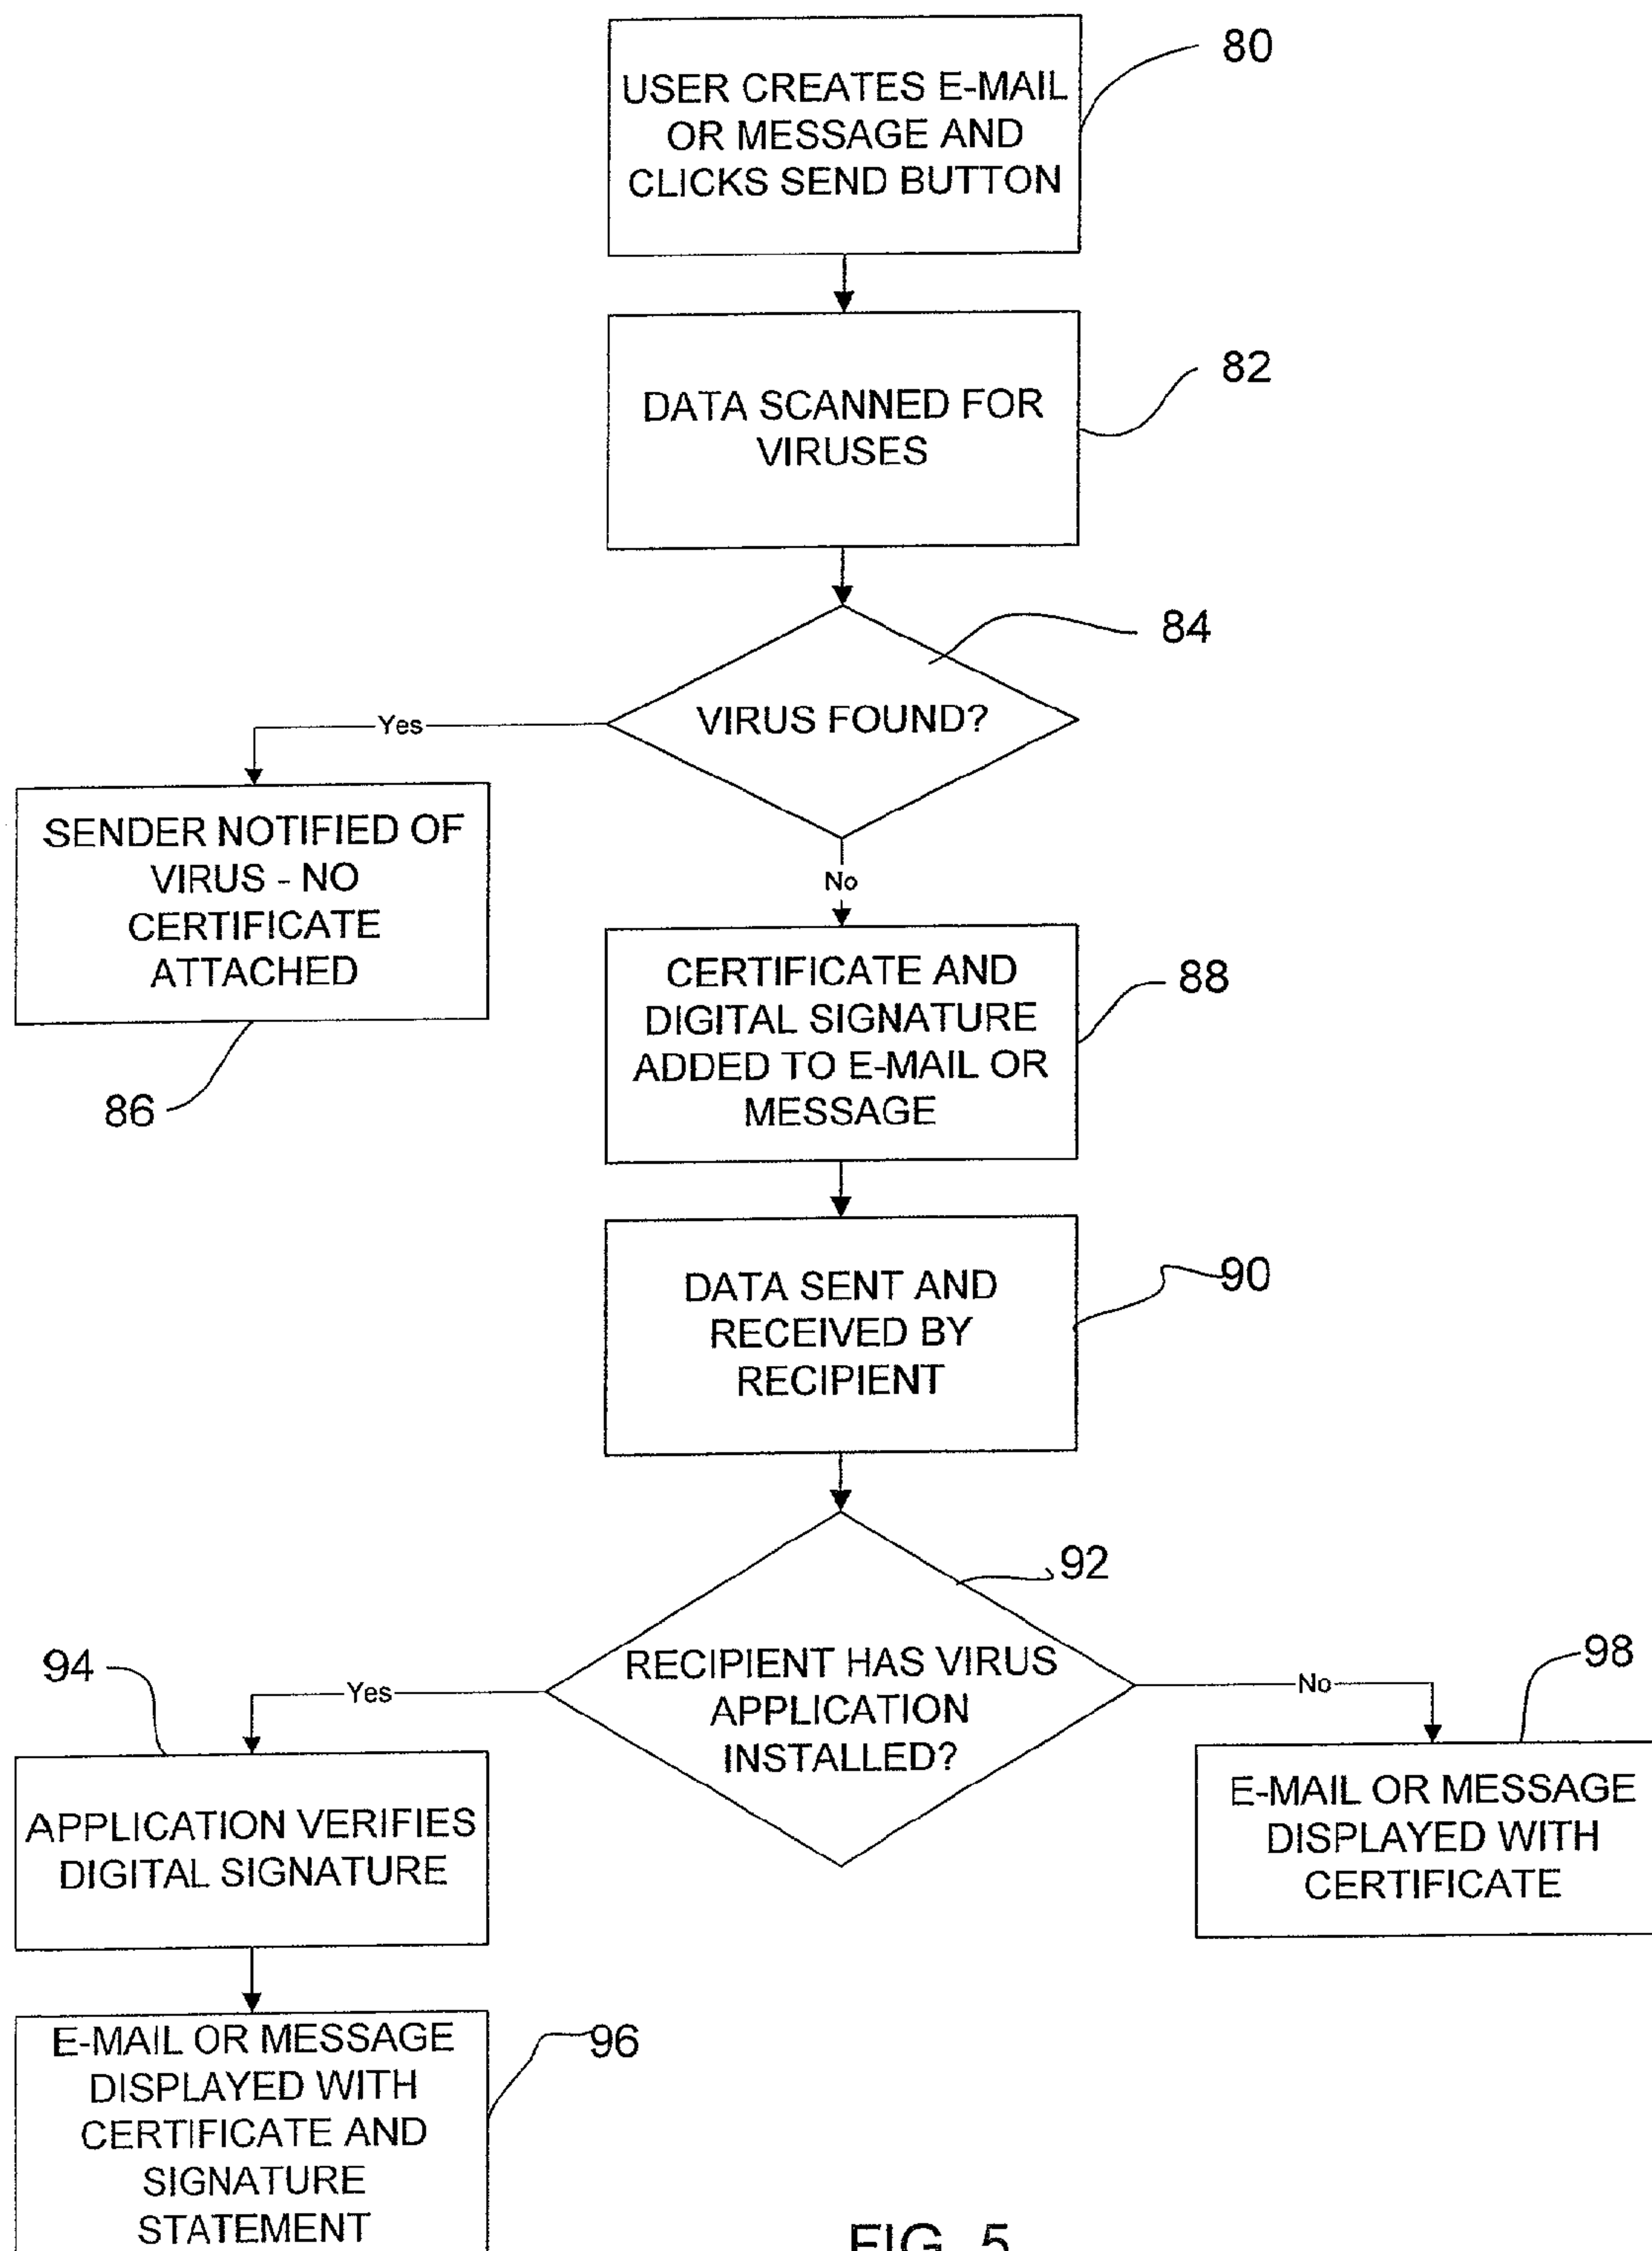 80
USER CREATES E-MAIL
OR MESSAGE AND
CLICKS SEND BUTTON
82
DATA SCANNED FOR
VIRUSES
84
VIRUS FOUND?
Yes
SENDER NOTIFIED OF
VIRUS - NO
CERTIFICATE
ATTACHED
86
No
CERTIFICATE AND
DIGITAL SIGNATURE
ADDED TO E-MAIL OR
MESSAGE
88
DATA SENT AND
RECEIVED BY
RECIPIENT
90
92
RECIPIENT HAS VIRUS
APPLICATION
INSTALLED?
94
Yes
No
98
APPLICATION VERIFIES
DIGITAL SIGNATURE
E-MAIL OR MESSAGE
DISPLAYED WITH
CERTIFICATE
E-MAIL OR MESSAGE
DISPLAYED WITH
CERTIFICATE AND
SIGNATURE
STATEMENT
96
FIG. 5